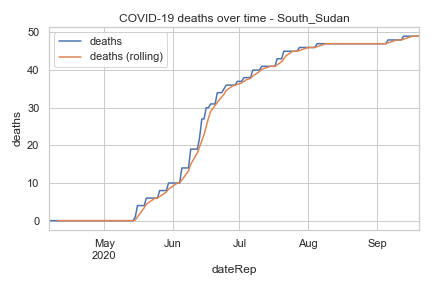 COVID-19 deaths over time - South_Sudan
deaths
deaths (rolling)
50
40
30
20
10
0
deaths
May
2020
Jun
Jul
Aug
Sep
dateRep